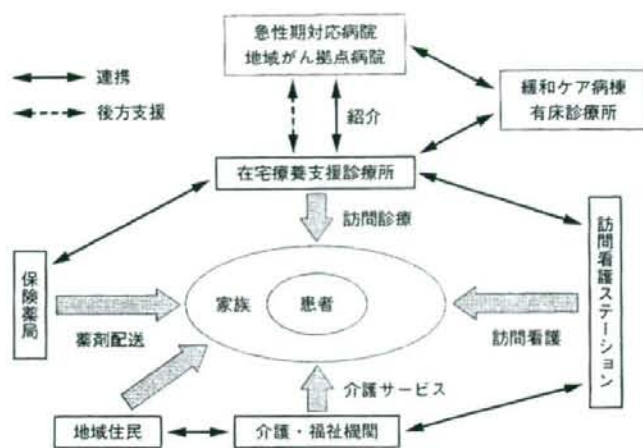 急性期対応病院
地域がん拠点病院
連携
後方支援
緩和ケア病棟
有床診療所
紹介
在宅療養支援診療所
訪問診療
保険薬局
家族
患者
訪問看護ステーション
薬剤配送
訪問看護
介護サービス
地域住民
介護・福祉機関